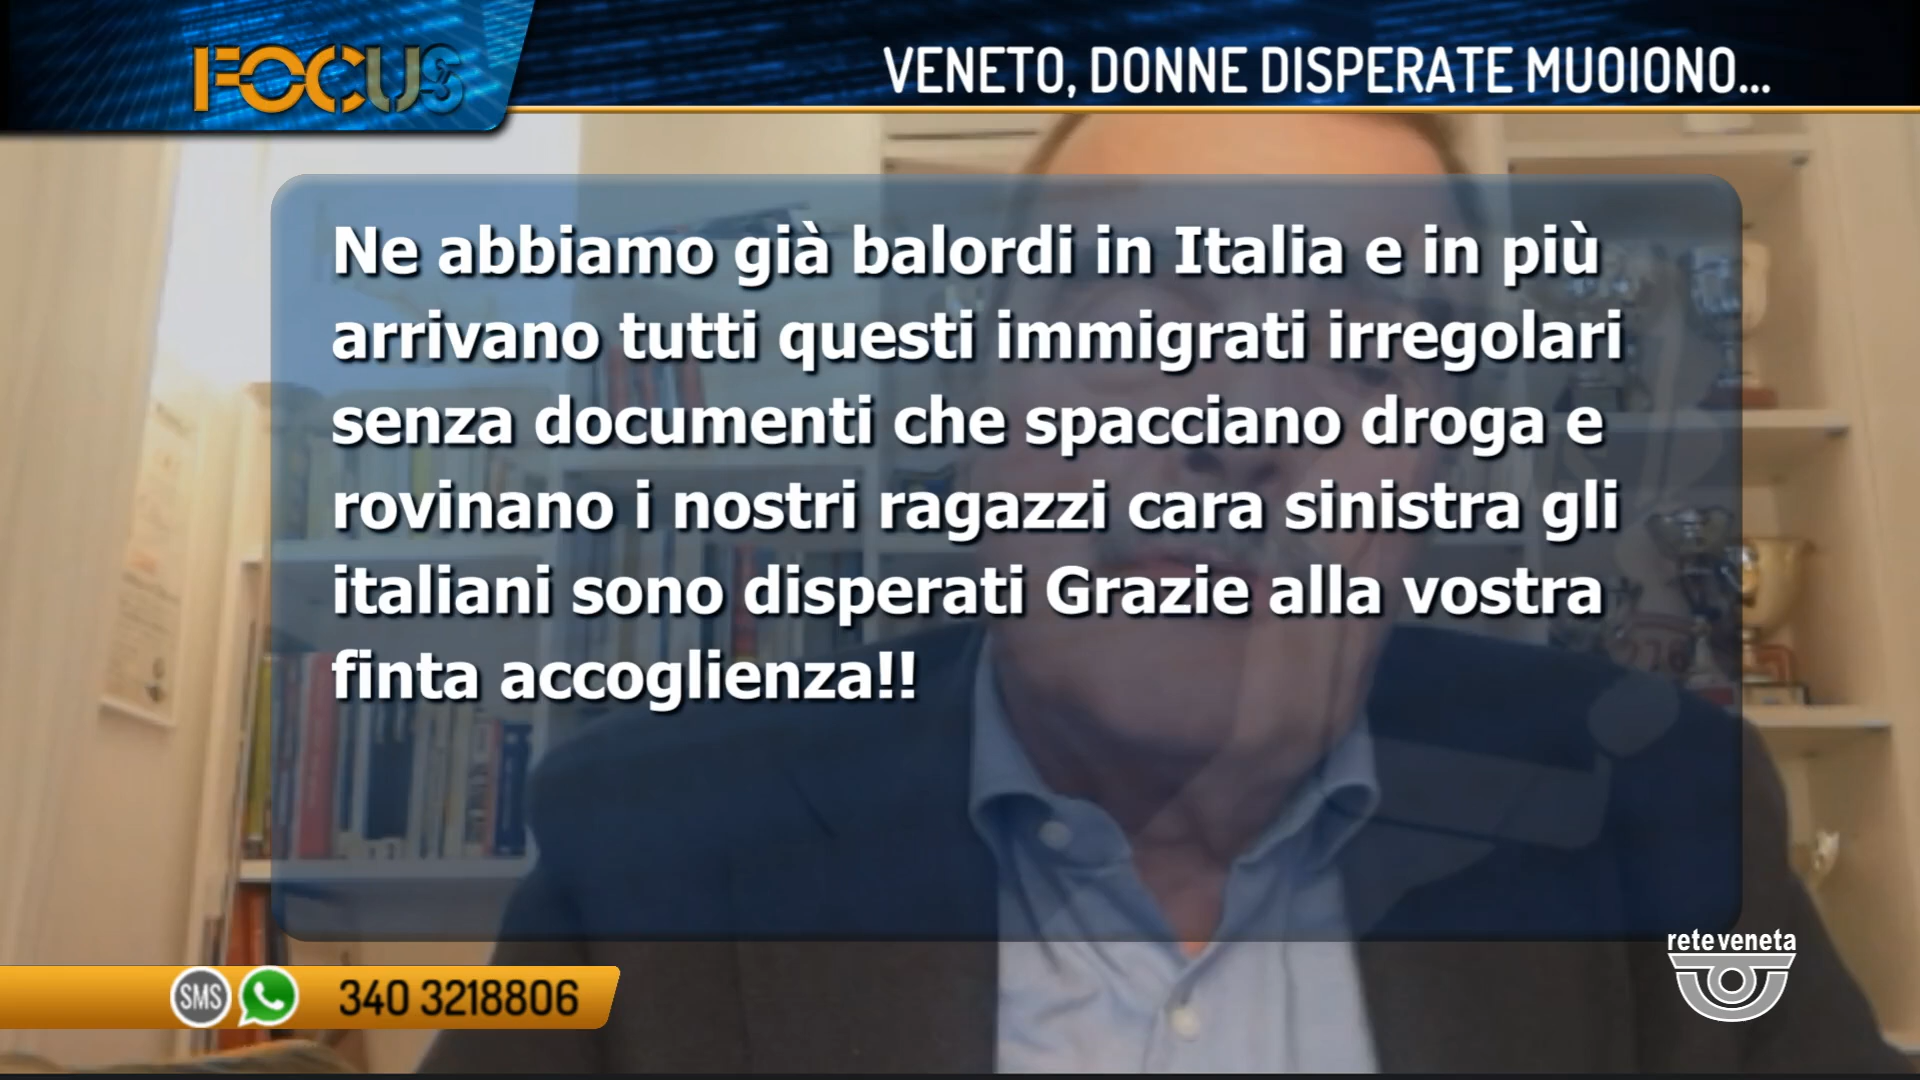 FOCUS
VENETO, DONNE DISPERATE MUOIONO...
Ne abbiamo già balordi in Italia e in più
arrivano tutti questi immigrati irregolari
senza documenti che spacciano droga e
rovinano i nostri ragazzi cara sinistra gli
italiani sono disperati Grazie alla vostra
finta accoglienza!!
reteveneta
SMS 340 3218806